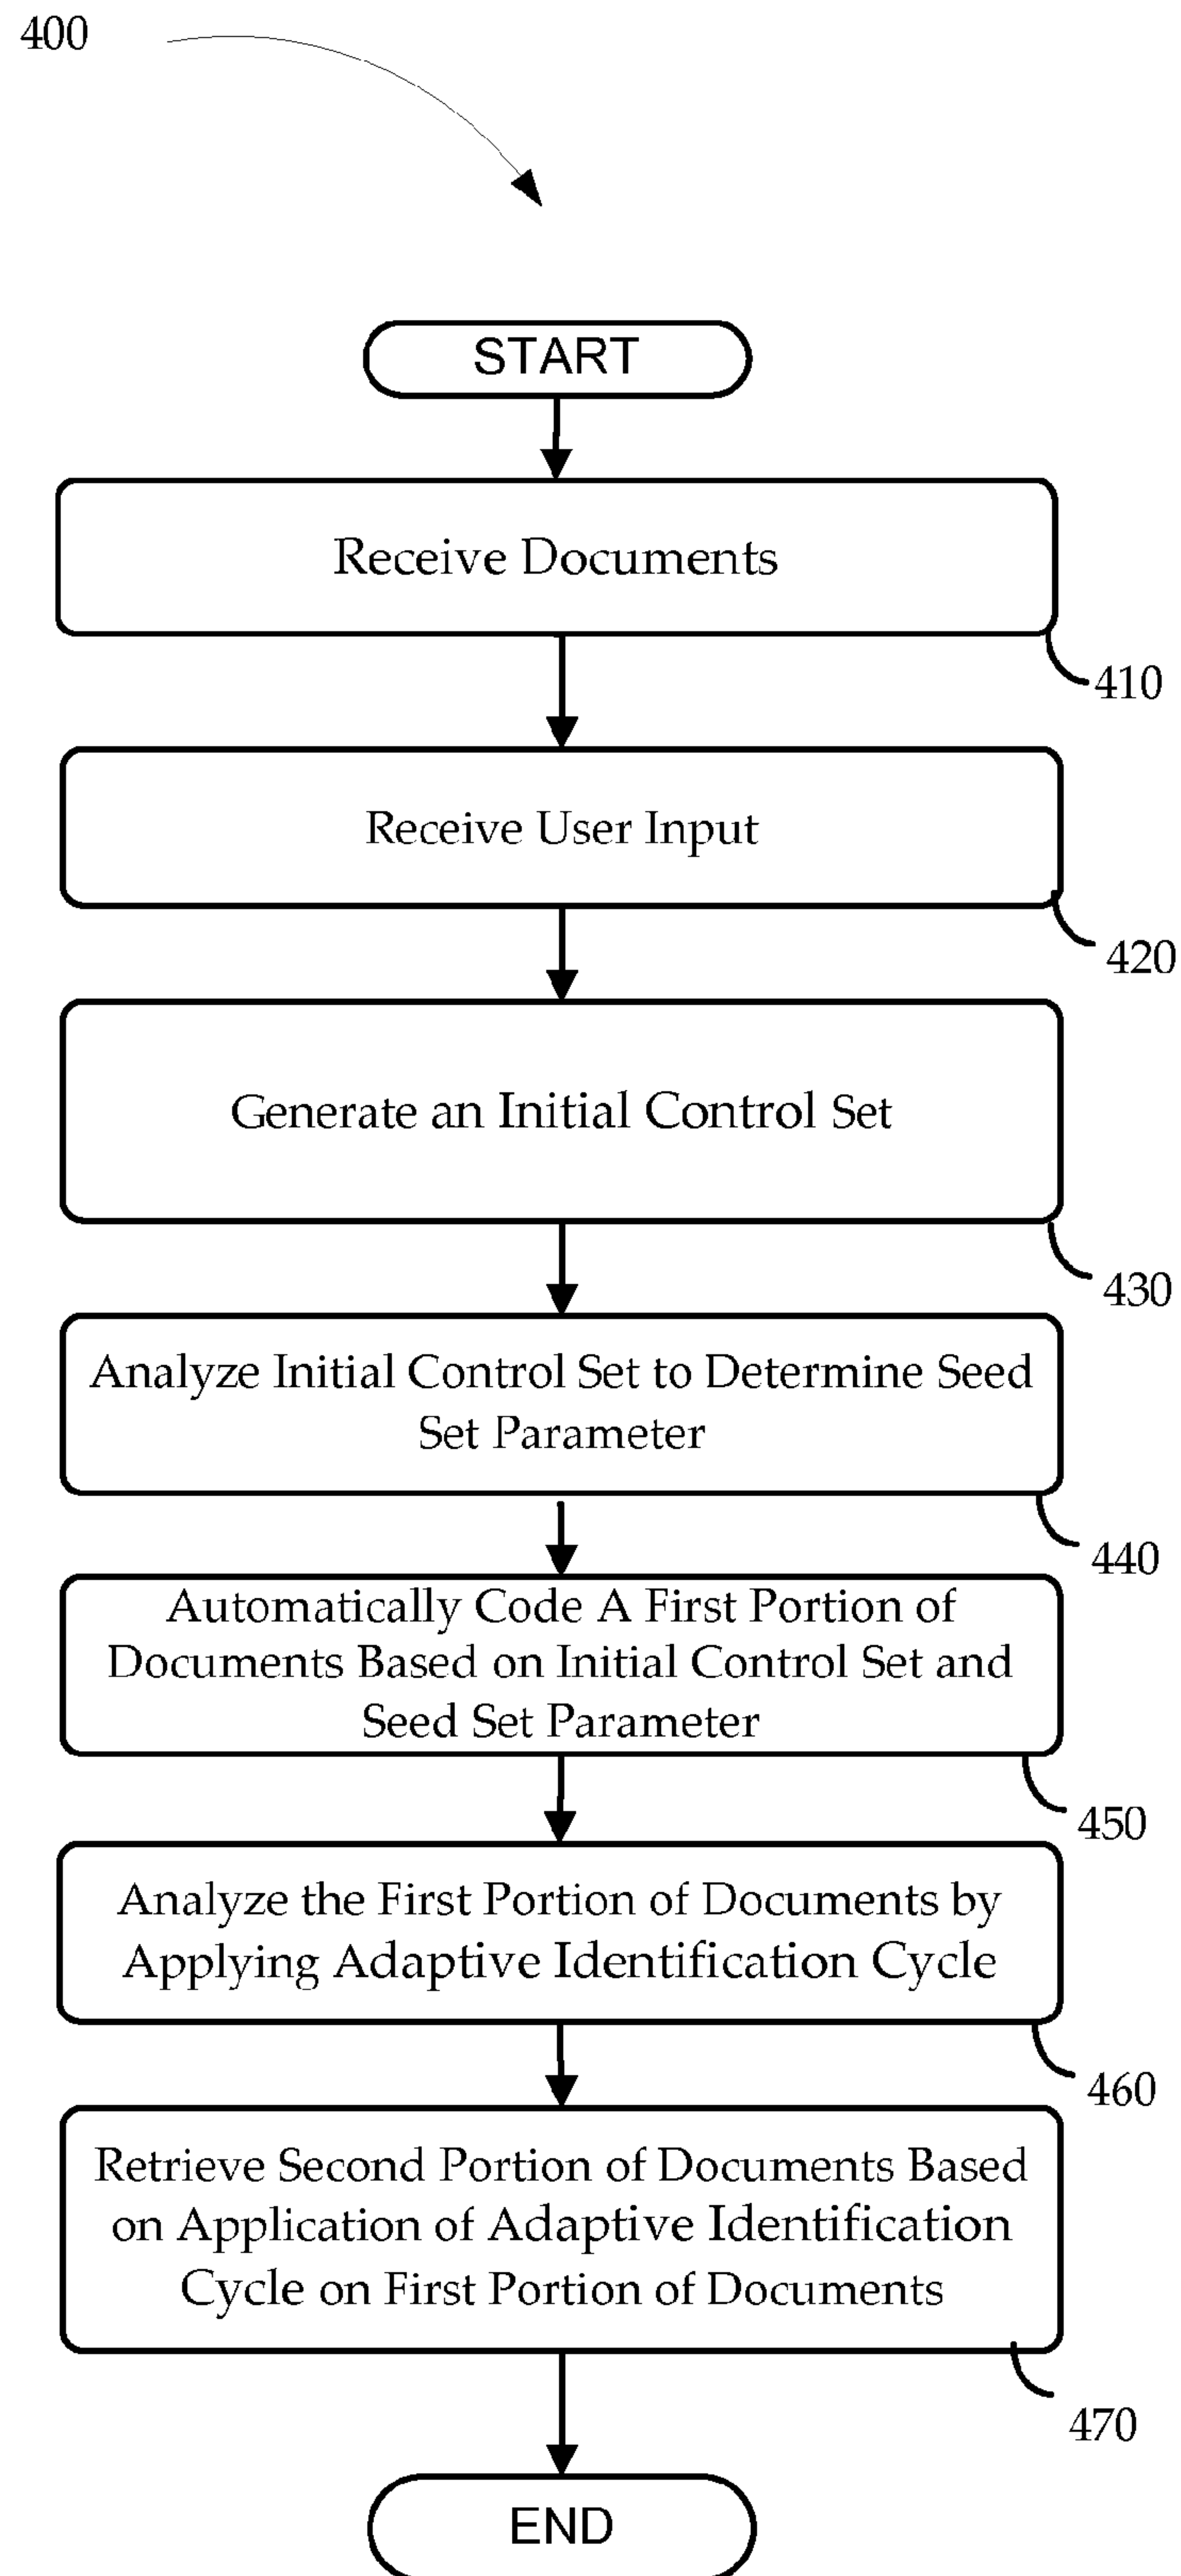 400
START
Receive Documents
410
Receive User Input
420
Generate an Initial Control Set
430
Analyze Initial Control Set to Determine Seed
Set Parameter
440
Automatically Code A First Portion of
Documents Based on Initial Control Set and
Seed Set Parameter
450
Analyze the First Portion of Documents by
Applying Adaptive Identification Cycle
460
Retrieve Second Portion of Documents Based
on Application of Adaptive Identification
Cycle on First Portion of Documents
470
END